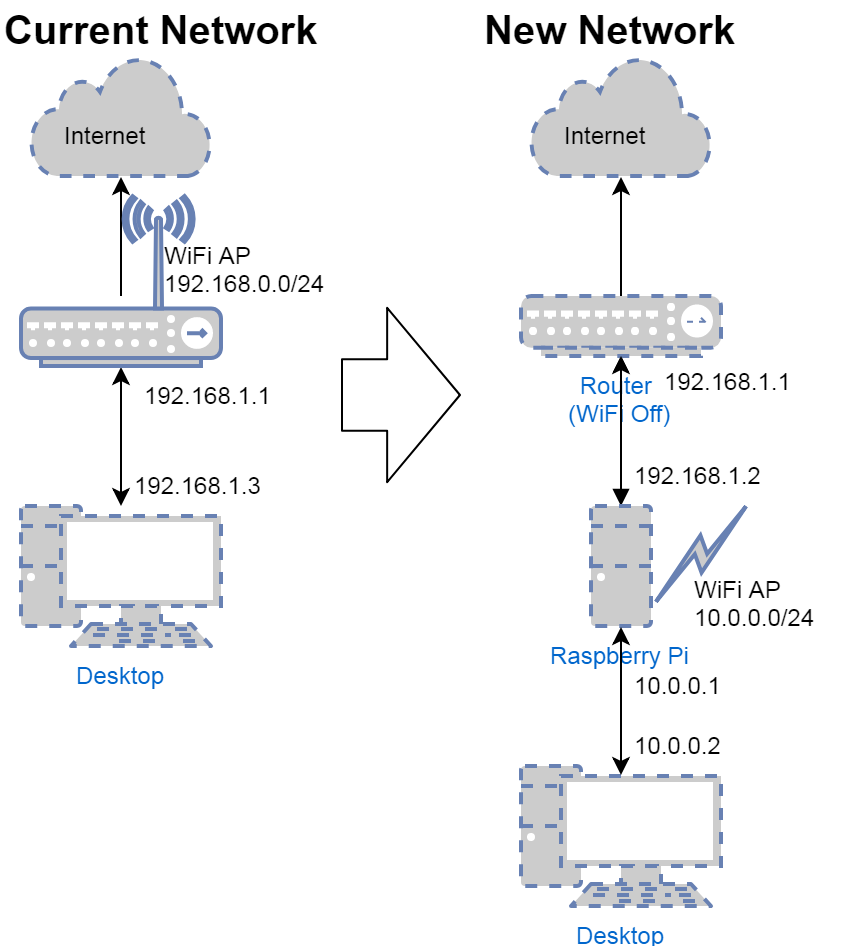 Current Network
Internet
WiFi AP
192.168.0.0/24
192.168.1.1
192.168.1.3
Desktop
New Network
Internet
Router
(WiFi Off)
192.168.1.1
192.168.1.2
WiFi AP
10.0.0.0/24
Raspberry Pi
10.0.0.1
10.0.0.2
Desktop